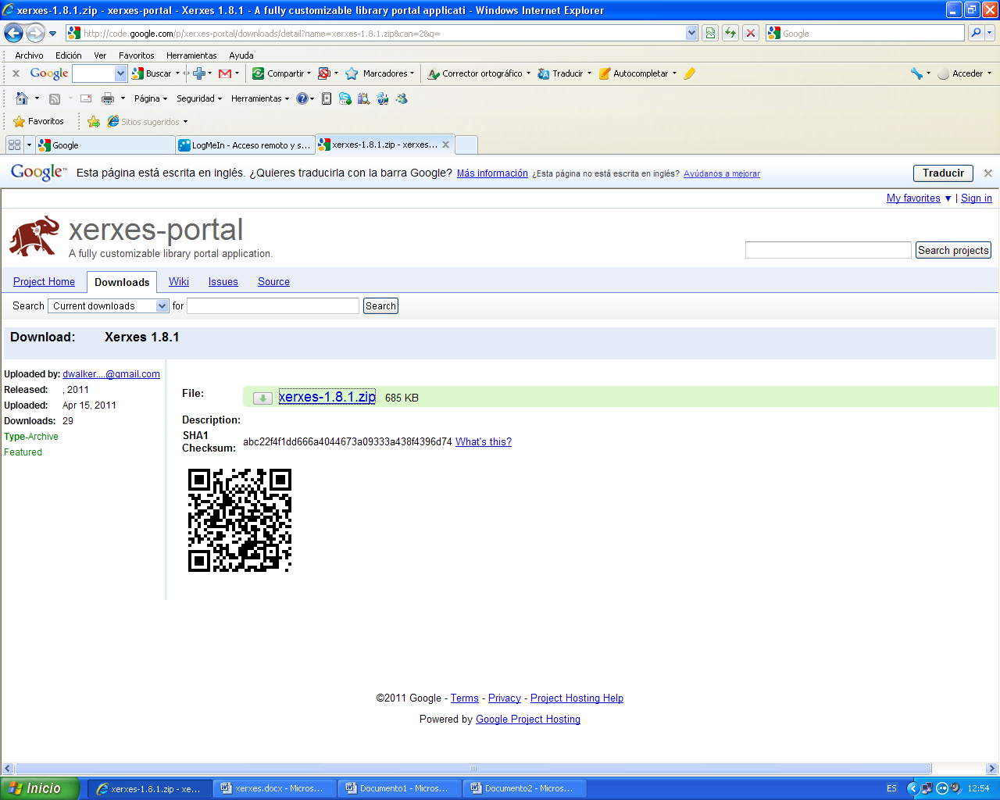 xerxes-1.8.1.zip - xerxes-portal - Xerxes 1.8.1 - A fully customizable library portal applicati - Windows Internet Explorer
http://code.google.com/p/xerxes-portal/downloads/detail?name=xerxes-1.8.1.zip&can=2&q=
Google
Archivo Edición Ver Favoritos Herramientas Ayuda
x Google Buscar Compartir Marcadores Corrector ortográfico Traducir Autocompletar Acceder
Página Seguridad Herramientas
Favoritos Sitios sugeridos
Google LogMeIn - Acceso remoto y s... xerxes-1.8.1.zip - xerxes...
Google™ Esta página está escrita en inglés. ¿Quieres traducirla con la barra Google? Más información ¿Esta página no está escrita en inglés? Ayúdanos a mejorar Traducir
My favorites ▼ | Sign in
xerxes-portal
A fully customizable library portal application.
Search projects
Project Home Downloads Wiki Issues Source
Search Current downloads for Search
Download: Xerxes 1.8.1
Uploaded by: dwalker....@gmail.com
Released: , 2011
Uploaded: Apr 15, 2011
Downloads: 29
Type-Archive
Featured
File: xerxes-1.8.1.zip 685 KB
Description:
SHA1 Checksum: abc22f4f1dd666a4044673a09333a438f4396d74 What's this?
©2011 Google - Terms - Privacy - Project Hosting Help
Powered by Google Project Hosting
Inicio xerxes-1.8.1.zip - xe... xerxes.docx - Micros... Documento1 - Micros... Documento2 - Micros... ES 12:54